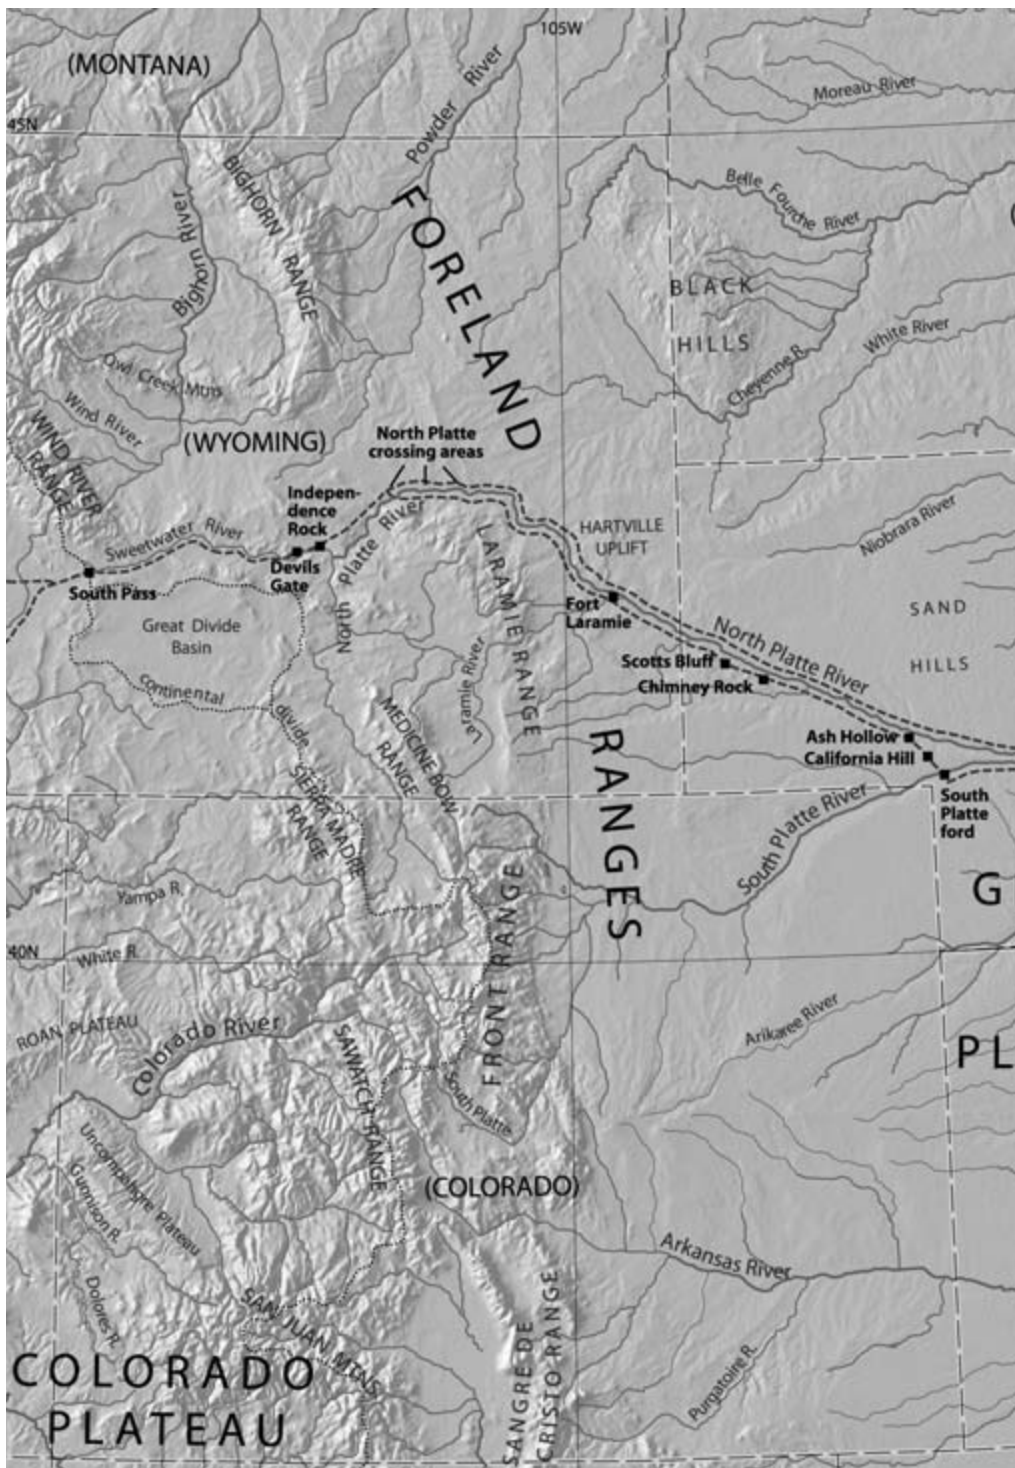 105W
(MONTANA)
Powder River
Moreau River
45N
BIGHORN RANGE
Bighorn River
Belle Fourche River
FORELAND RANGES
BLACK
HILLS
White River
Cheyenne R.
Owl Creek Mtns
Wind River
WIND RIVER
RANGE
(WYOMING)
North Platte
crossing areas
Indepen-
dence
Rock
Sweetwater River
Devils
Gate
South Pass
North Platte River
HARTVILLE
UPLIFT
Niobrara River
LARAMIE RANGE
Fort
Laramie
SAND
HILLS
Great Divide
Basin
continental
divide
Laramie River
North Platte River
Scotts Bluff
Chimney Rock
MEDICINE BOW
RANGE
Ash Hollow
California Hill
SIERRA MADRE
RANGE
South
Platte
ford
South Platte River
Yampa R.
FRONT RANGE
G
40N
White R.
ROAN PLATEAU
Colorado River
Arikaree River
SAWATCH RANGE
PL
South Platte
Uncompahgre Plateau
Gunnison R.
(COLORADO)
Arkansas River
Dolores R.
SAN JUAN MTNS
SANGRE DE
CRISTO RANGE
Purgatoire R.
COLORADO
PLATEAU